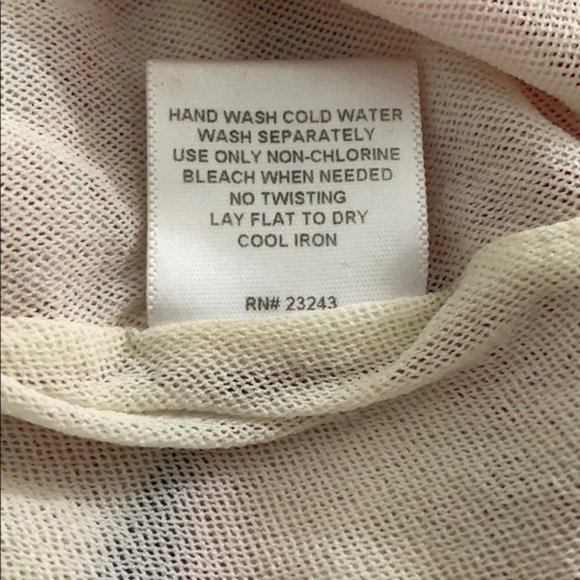 HAND WASH COLD WATER
WASH SEPARATELY
USE ONLY NON-CHLORINE
BLEACH WHEN NEEDED
NO TWISTING
LAY FLAT TO DRY
COOL IRON
RN# 23243